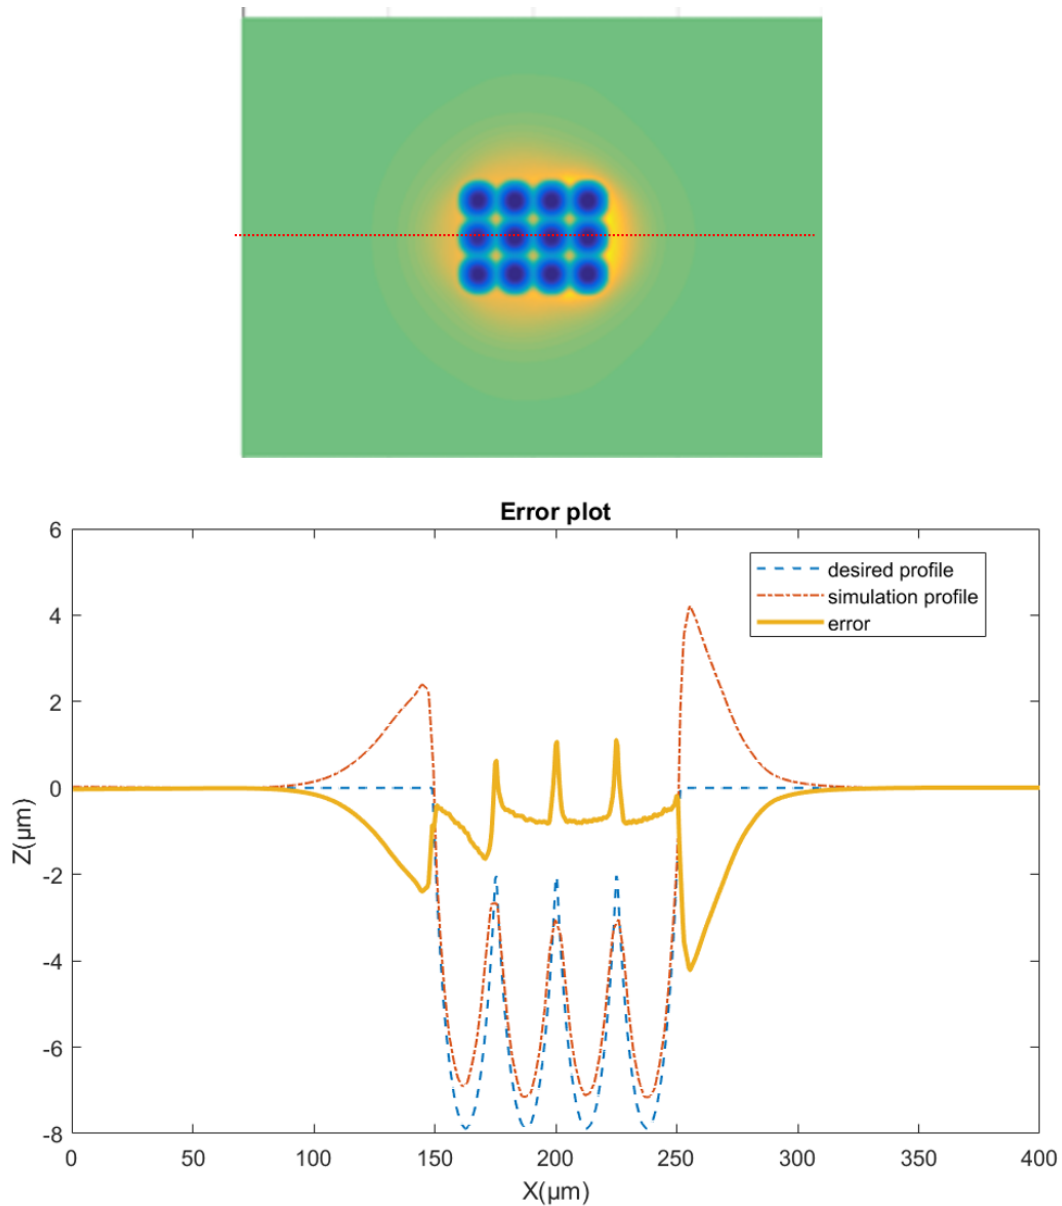 Error plot
6
4
2
0
-2
-4
-6
-8
Z(μm)
desired profile
simulation profile
error
0 50 100 150 200 250 300 350 400
X(μm)